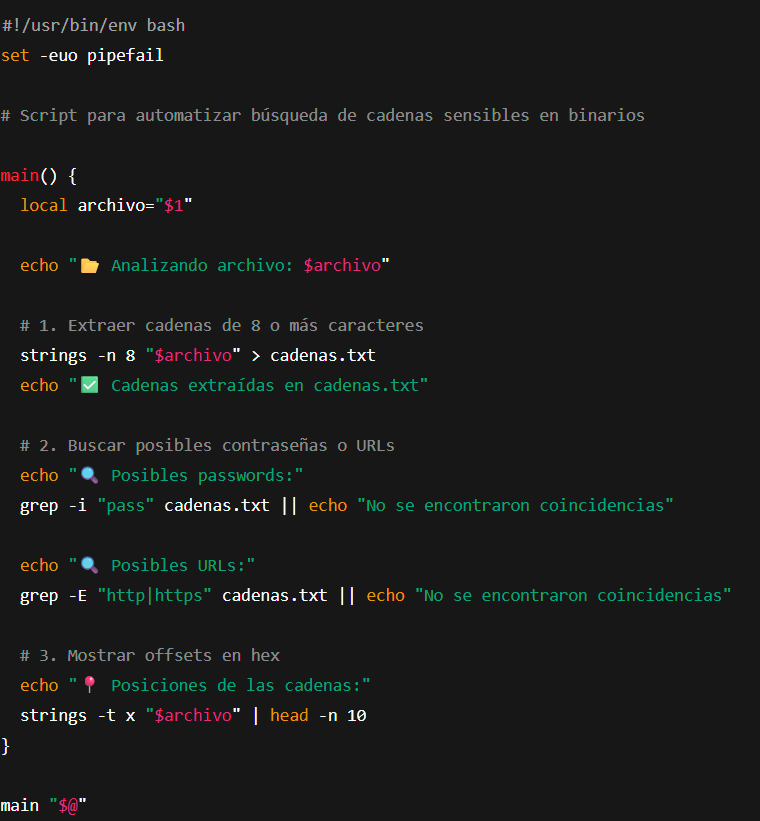 #!/usr/bin/env bash
set -euo pipefail
# Script para automatizar búsqueda de cadenas sensibles en binarios
main() {
  local archivo="$1"
  echo "📂 Analizando archivo: $archivo"
  # 1. Extraer cadenas de 8 o más caracteres
  strings -n 8 "$archivo" > cadenas.txt
  echo "✅ Cadenas extraídas en cadenas.txt"
  # 2. Buscar posibles contraseñas o URLs
  echo "🔍 Posibles passwords:"
  grep -i "pass" cadenas.txt || echo "No se encontraron coincidencias"
  echo "🔍 Posibles URLs:"
  grep -E "http|https" cadenas.txt || echo "No se encontraron coincidencias"
  # 3. Mostrar offsets en hex
  echo "📍 Posiciones de las cadenas:"
  strings -t x "$archivo" | head -n 10
}
main "$@"